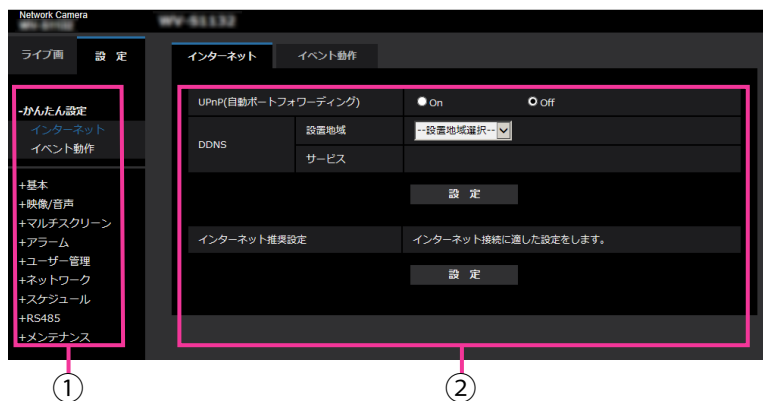 Network Camera
WV-S1132
ライブ画 設 定
インターネット イベント動作
-かんたん設定
インターネット
イベント動作
+基本
+映像/音声
+マルチスクリーン
+アラーム
+ユーザー管理
+ネットワーク
+スケジュール
+RS485
+メンテナンス
UPnP(自動ポートフォワーディング) On Off
DDNS 設置地域 --設置地域選択--
サービス
設 定
インターネット推奨設定 インターネット接続に適した設定をします。
設 定
① ②